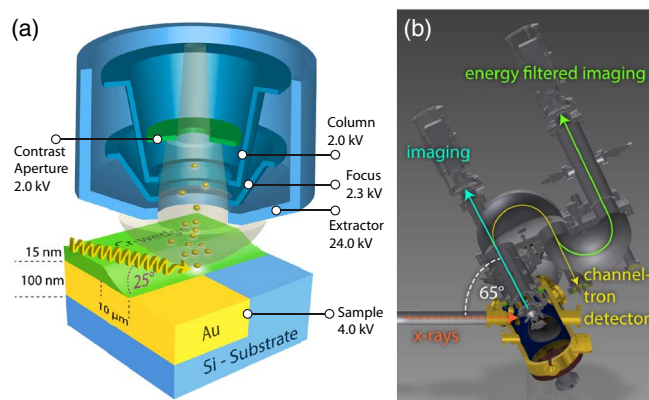 (a)
Contrast
Aperture
2.0 kV
Column
2.0 kV
Focus
2.3 kV
Extractor
24.0 kV
Cr-wedge
15 nm
100 nm
25°
10 μm
Au
Sample
4.0 kV
Si - Substrate
(b)
energy filtered imaging
imaging
65°
channel-
tron
detector
x-rays